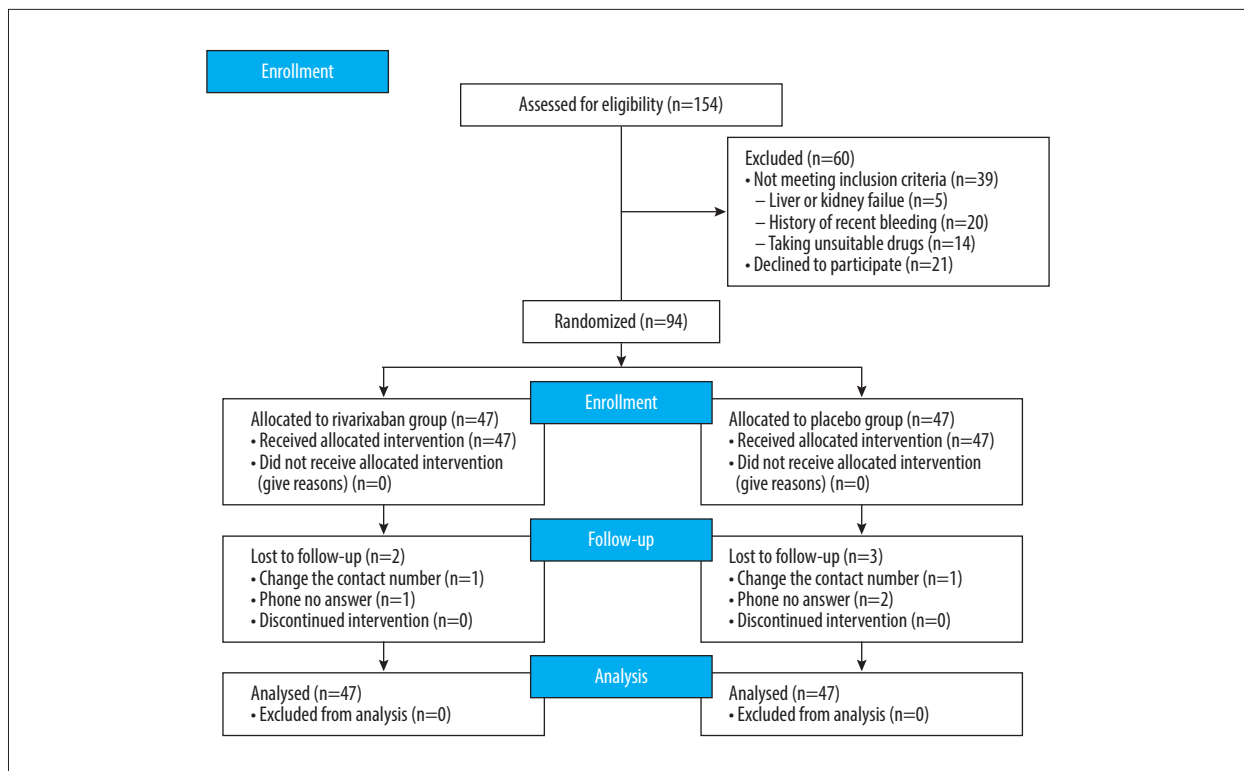 Enrollment
Assessed for eligibility (n=154)
Excluded (n=60)
• Not meeting inclusion criteria (n=39)
– Liver or kidney failue (n=5)
– History of recent bleeding (n=20)
– Taking unsuitable drugs (n=14)
• Declined to participate (n=21)
Randomized (n=94)
Enrollment
Allocated to rivarixaban group (n=47)
• Received allocated intervention (n=47)
• Did not receive allocated intervention
(give reasons) (n=0)
Allocated to placebo group (n=47)
• Received allocated intervention (n=47)
• Did not receive allocated intervention
(give reasons) (n=0)
Follow-up
Lost to follow-up (n=2)
• Change the contact number (n=1)
• Phone no answer (n=1)
• Discontinued intervention (n=0)
Lost to follow-up (n=3)
• Change the contact number (n=1)
• Phone no answer (n=2)
• Discontinued intervention (n=0)
Analysis
Analysed (n=47)
• Excluded from analysis (n=0)
Analysed (n=47)
• Excluded from analysis (n=0)